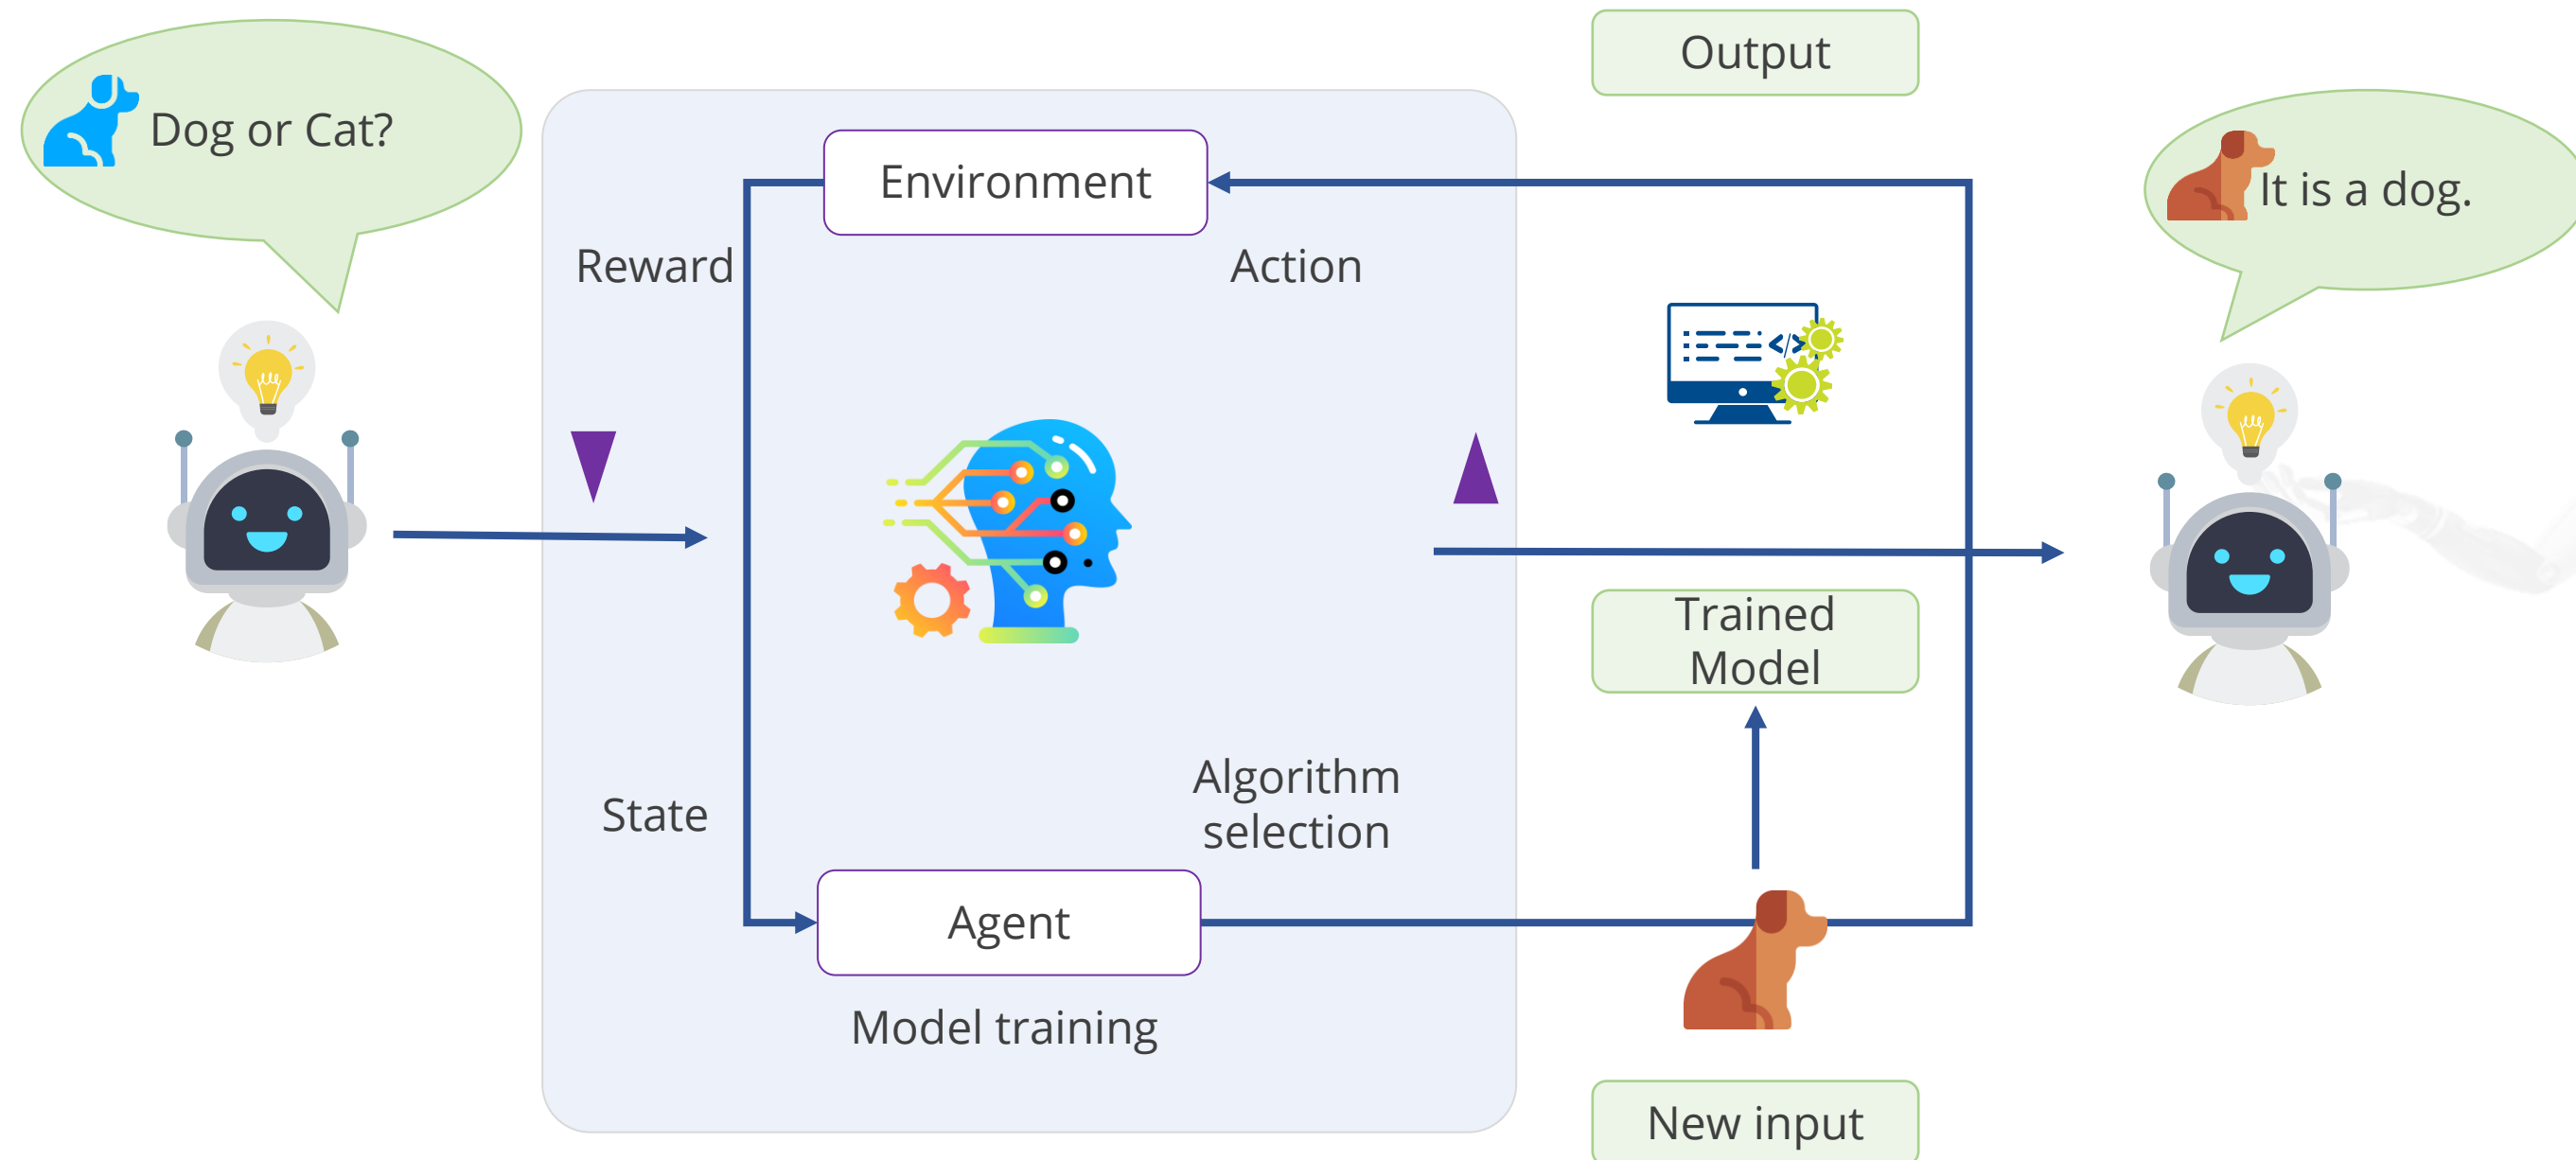 Output
Dog or Cat?
Environment
It is a dog.
Reward
Action
Trained
Model
Algorithm
selection
State
Agent
Model training
New input